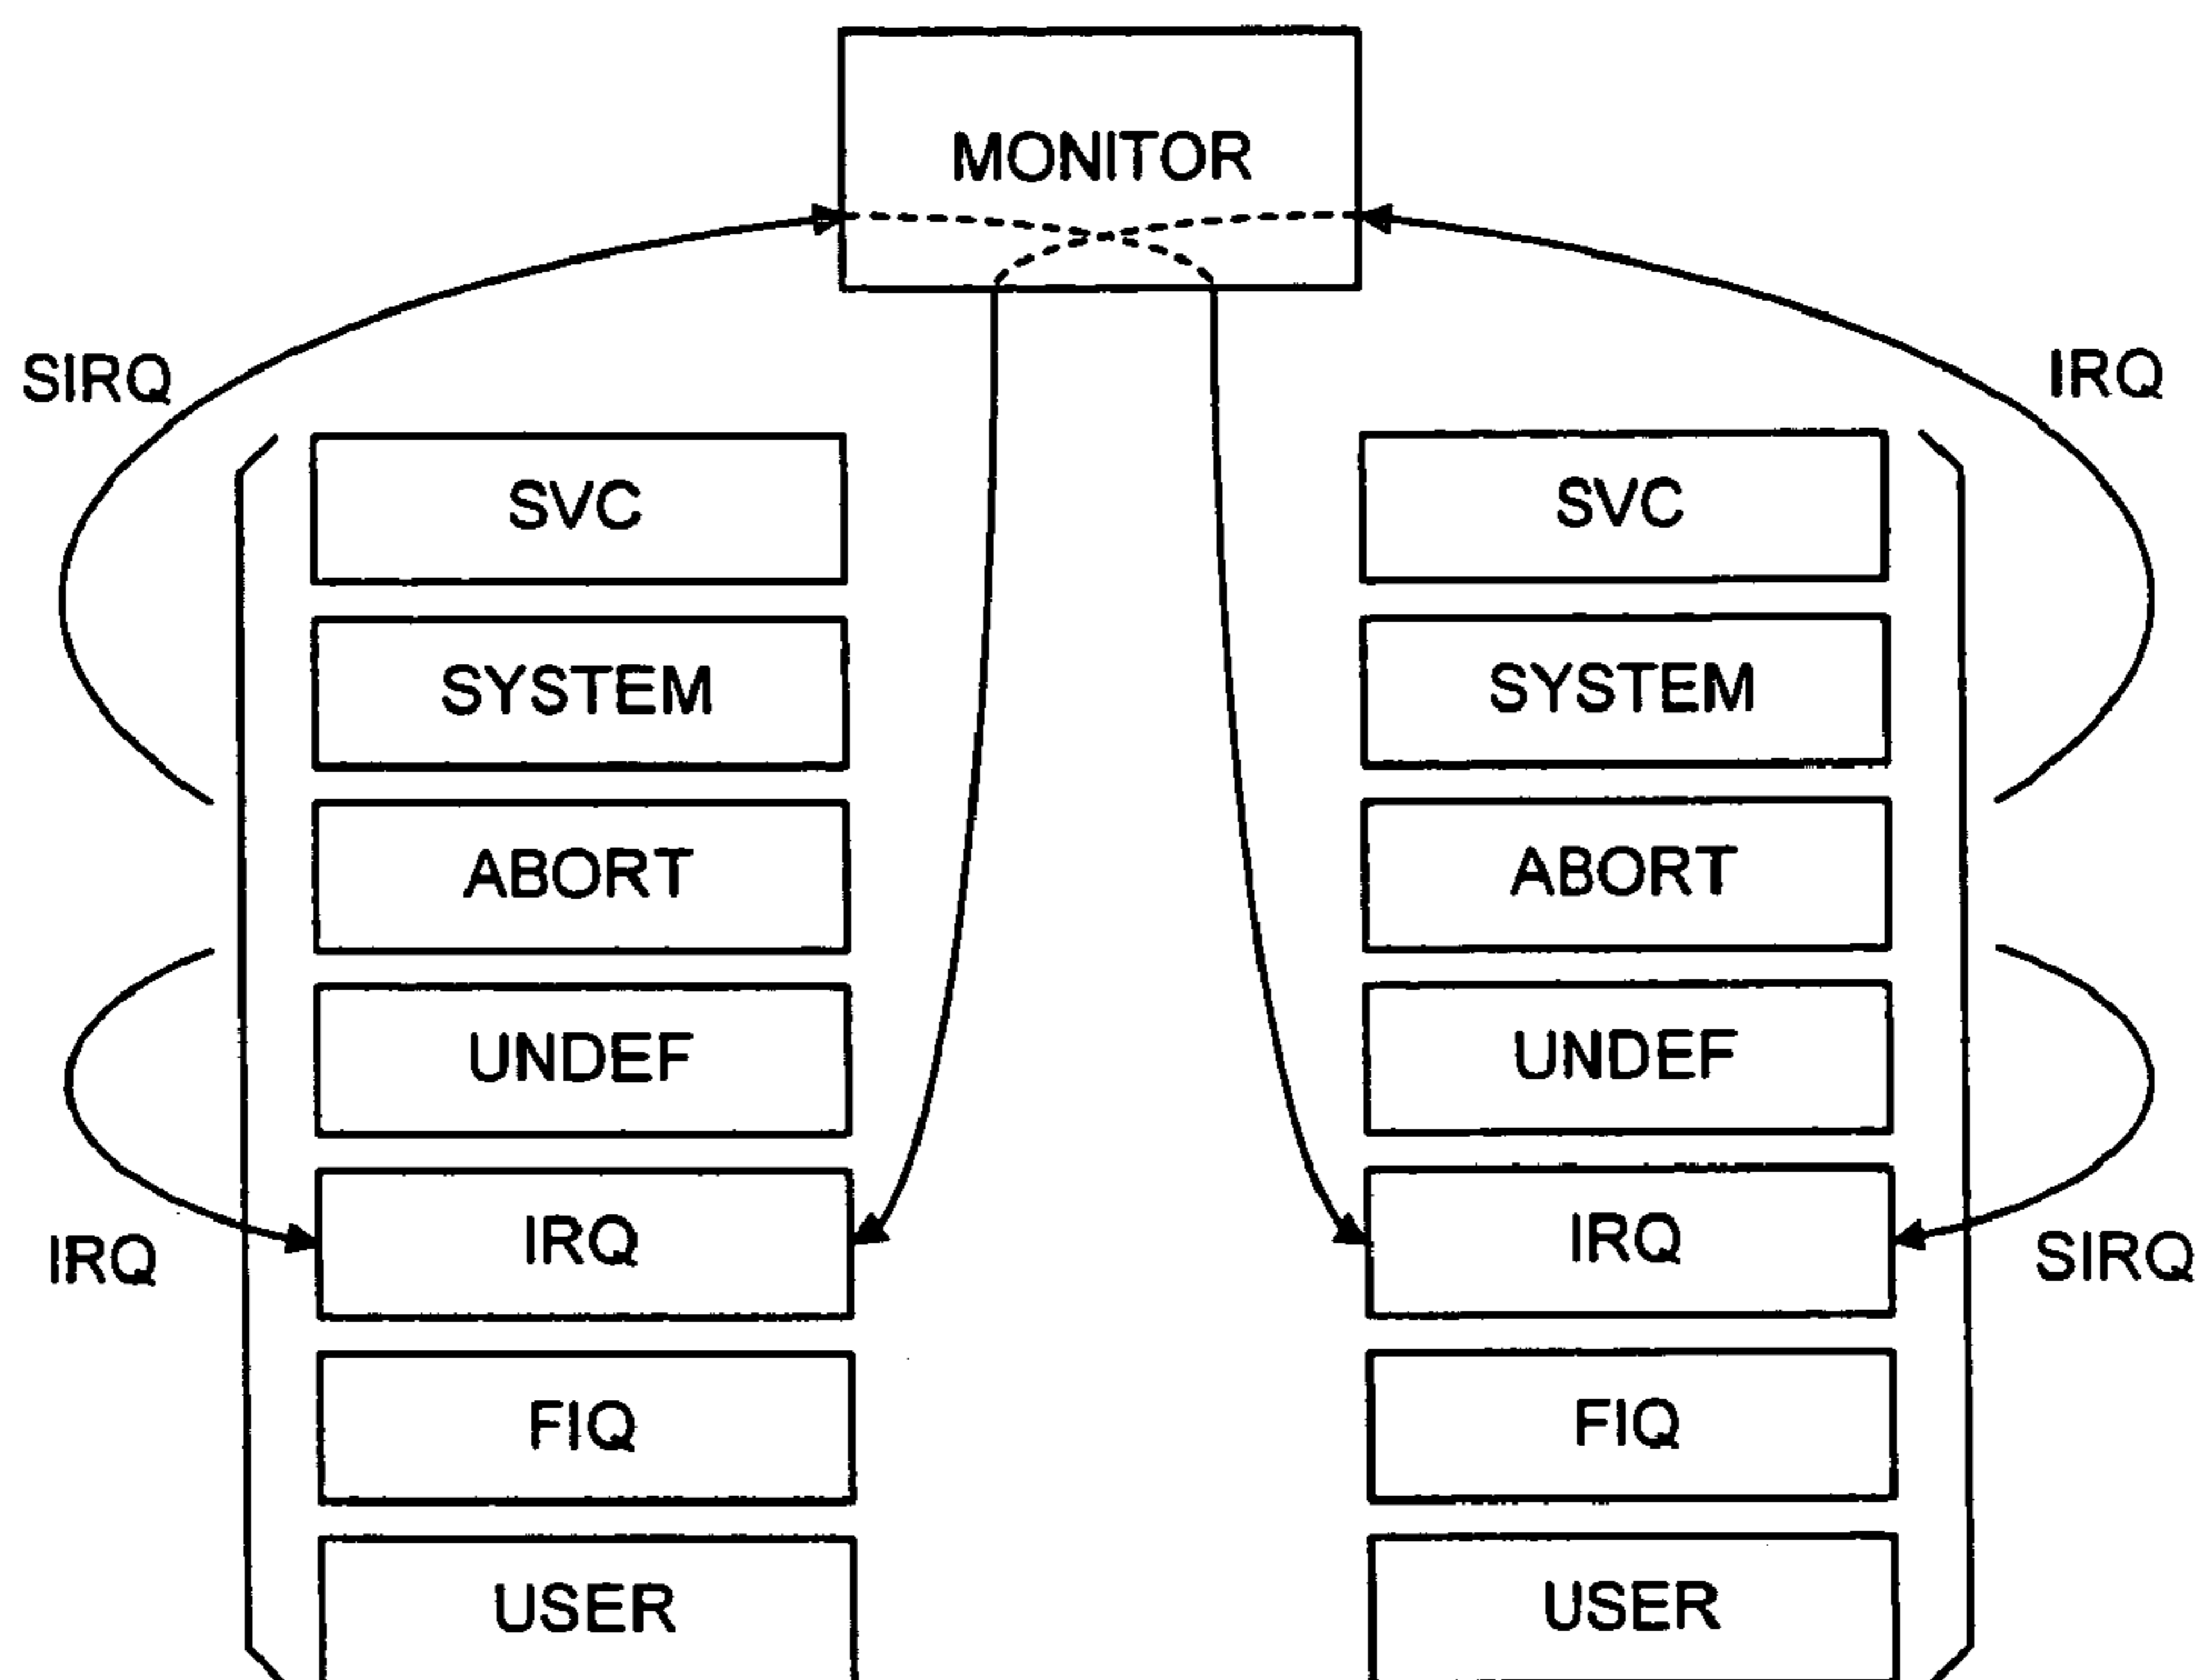 MONITOR
SIRQ
IRQ
SVC
SVC
SYSTEM
SYSTEM
ABORT
ABORT
UNDEF
UNDEF
IRQ
IRQ
IRQ
SIRQ
FIQ
FIQ
USER
USER